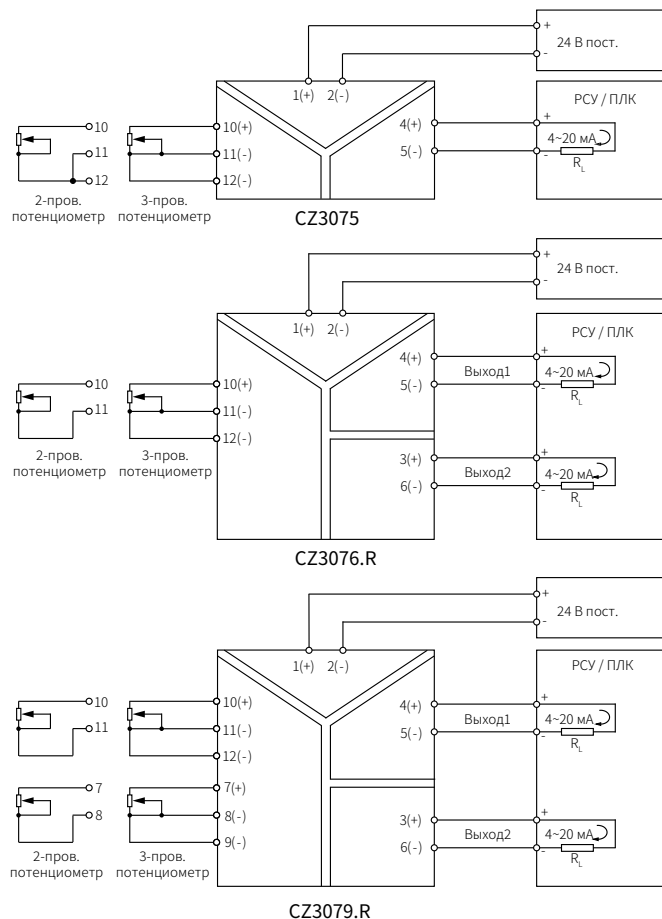 +
24 В пост.
-
1(+) 2(-)
РСУ / ПЛК
10
10(+)
4(+)
+
11
11(-)
5(-)
4~20 мА
-
12
12(-)
RL
2-пров.
потенциометр
3-пров.
потенциометр
CZ3075
+
24 В пост.
-
1(+) 2(-)
РСУ / ПЛК
4(+)
+
10
10(+)
Выход1
4~20 мА
5(-)
-
11
11(-)
RL
12(-)
2-пров.
потенциометр
3-пров.
потенциометр
3(+)
+
Выход2
4~20 мА
6(-)
-
RL
CZ3076.R
+
24 В пост.
-
1(+) 2(-)
РСУ / ПЛК
10
10(+)
4(+)
+
Выход1
4~20 мА
11
11(-)
5(-)
-
RL
12(-)
7
7(+)
8
8(-)
3(+)
+
9(-)
Выход2
4~20 мА
6(-)
-
RL
2-пров.
потенциометр
3-пров.
потенциометр
CZ3079.R